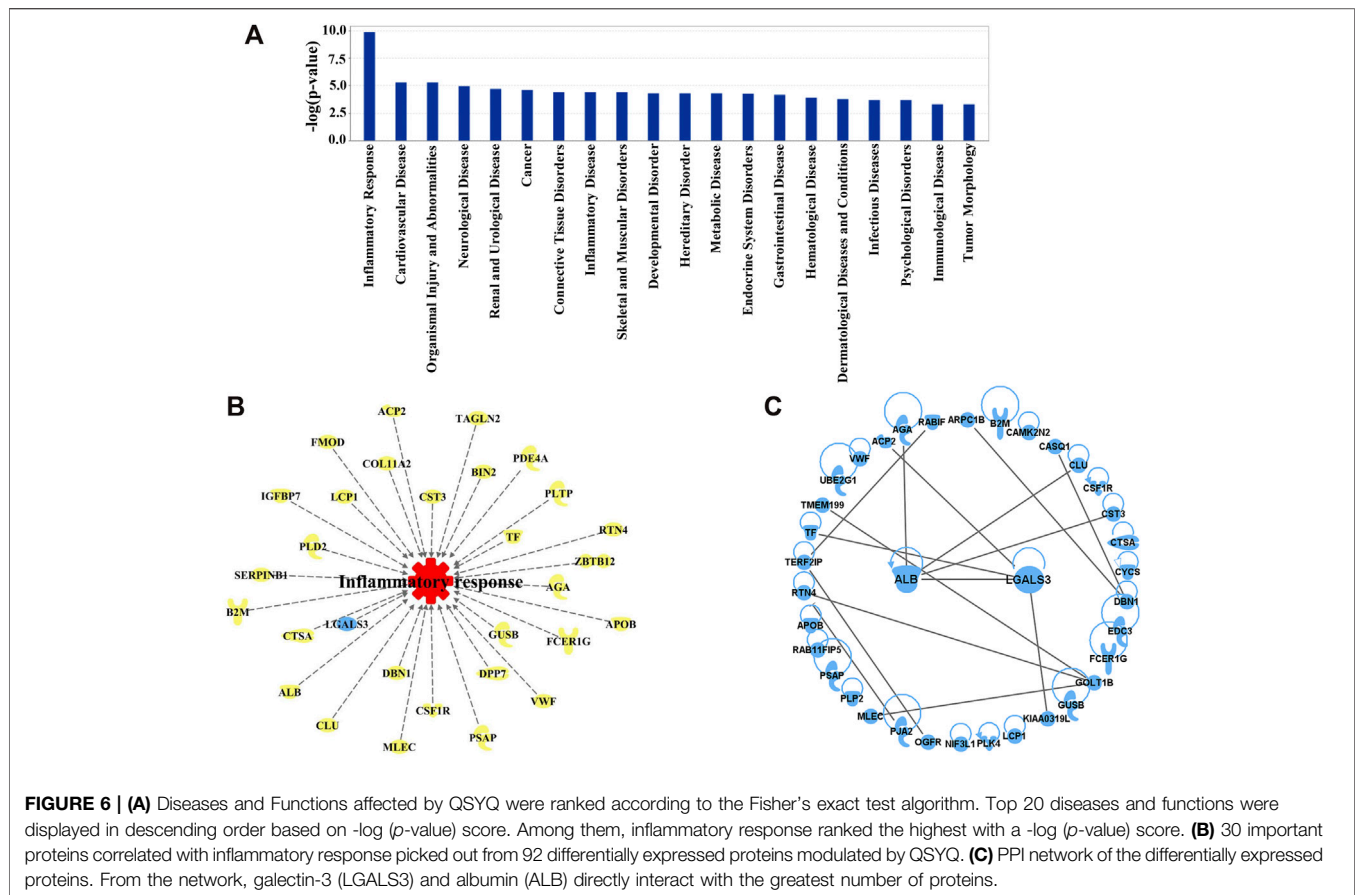 A
-log(p-value)
10.0
7.5
5.0
2.5
0.0
Inflammatory Response
Cardiovascular Disease
Organismal Injury and Abnormalities
Neurological Disease
Renal and Urological Disease
Cancer
Connective Tissue Disorders
Inflammatory Disease
Skeletal and Muscular Disorders
Developmental Disorder
Hereditary Disorder
Metabolic Disease
Endocrine System Disorders
Gastrointestinal Disease
Hematological Disease
Dermatological Diseases and Conditions
Infectious Diseases
Psychological Disorders
Immunological Disease
Tumor Morphology
B
ACP2
TAGLN2
FMOD
COL11A2
BIN2
PDE4A
IGFBP7
LCP1
CST3
PLTP
TF
RTN4
PLD2
ZBTB12
SERPINB1
Inflammatory response
AGA
B2M
CTSA
LGALS3
GUSB
FCER1G
APOB
DBN1
DPP7
ALB
CSF1R
VWF
CLU
MLEC
PSAP
C
AGA
RABIF
ARPC1B
B2M
CAMK2N2
ACP2
CASQ1
VWF
CLU
UBE2G1
CSF1R
TMEM199
CST3
TF
CTSA
TERF2IP
CYCS
ALB
LGALS3
RTN4
DBN1
APOB
EDC3
RAB11FIP5
FCER1G
PSAP
GOLT1B
PLP2
GUSB
MLEC
KIAA0319L
PJA2
OGFR
NIF3L1
PLK4
LCP1
FIGURE 6 | (A) Diseases and Functions affected by QSYQ were ranked according to the Fisher's exact test algorithm. Top 20 diseases and functions were
displayed in descending order based on -log (p-value) score. Among them, inflammatory response ranked the highest with a -log (p-value) score. (B) 30 important
proteins correlated with inflammatory response picked out from 92 differentially expressed proteins modulated by QSYQ. (C) PPI network of the differentially expressed
proteins. From the network, galectin-3 (LGALS3) and albumin (ALB) directly interact with the greatest number of proteins.